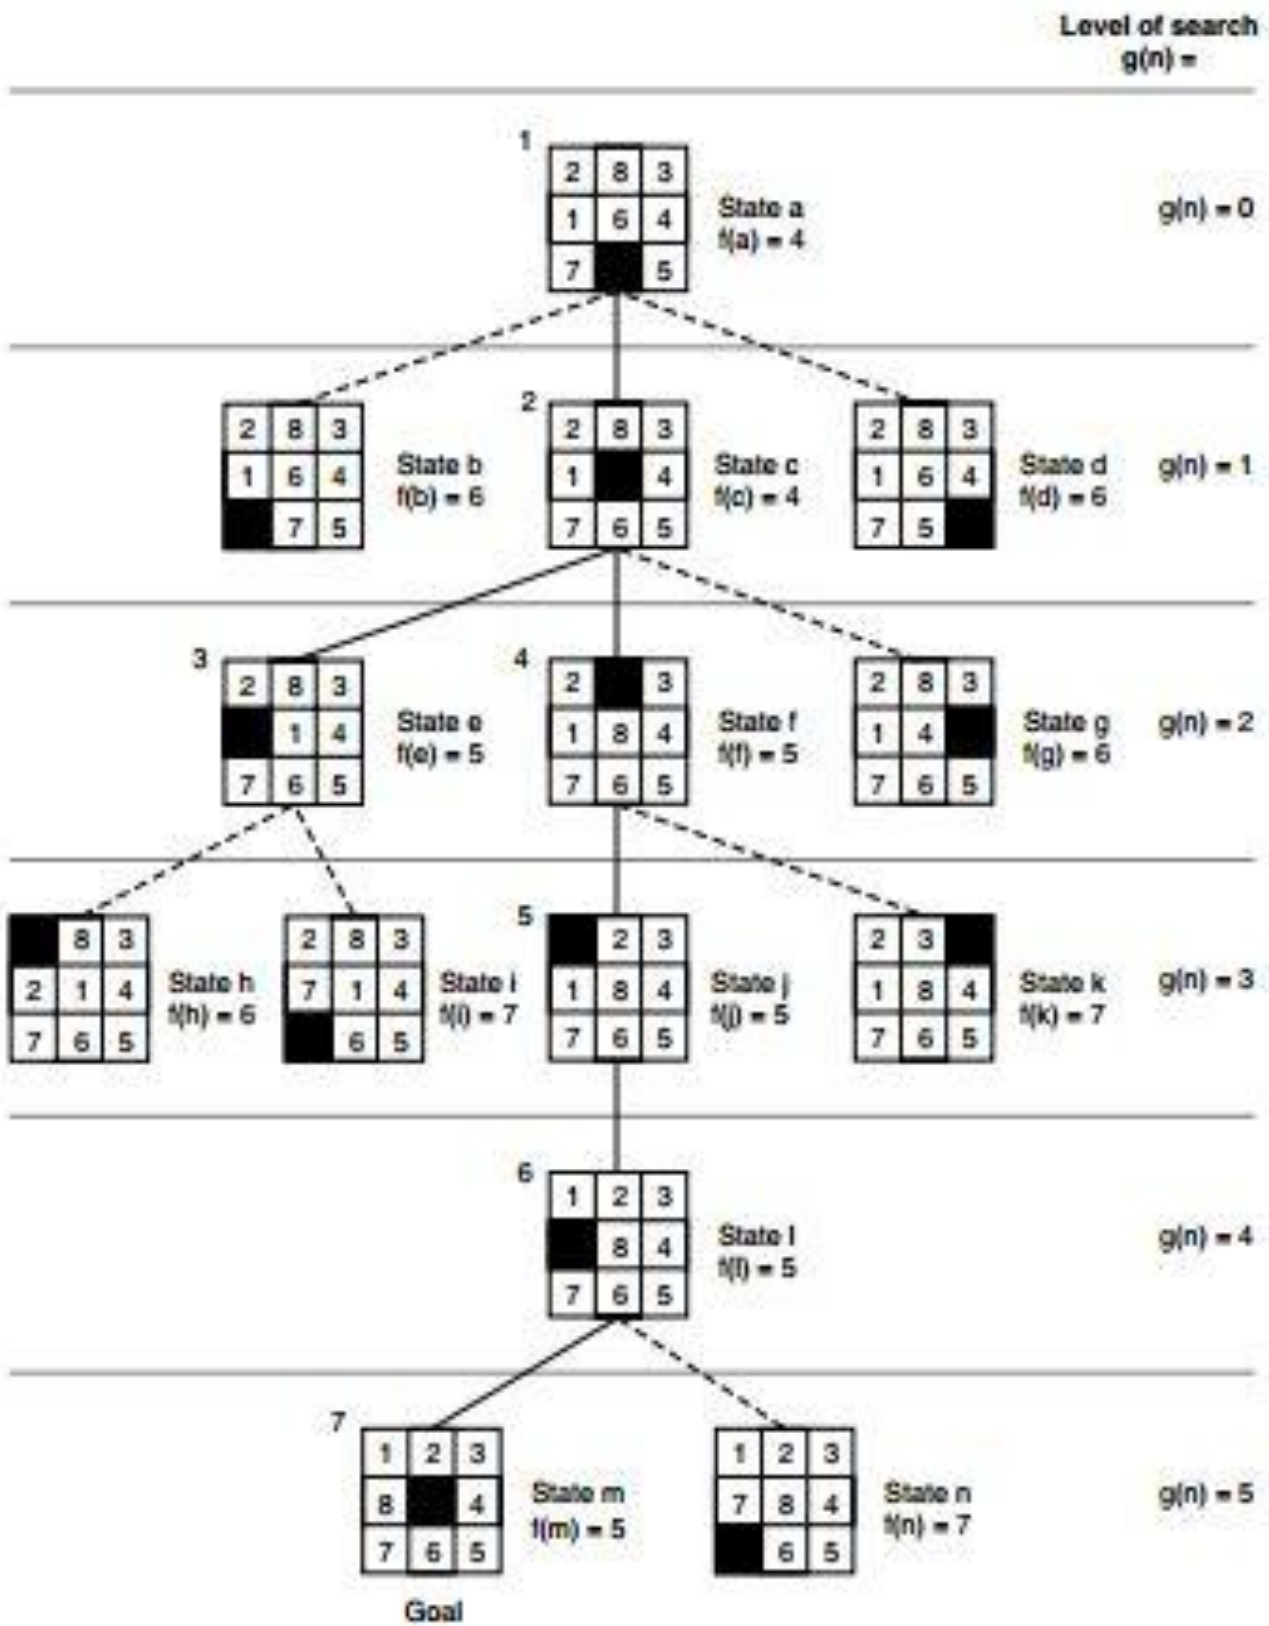 Level of search
g(n) =
1
2 8 3
1 6 4
7 5
State a
f(a) = 4
g(n) = 0
2 8 3
1 6 4
7 5
State b
f(b) = 6
2
2 8 3
1 4
7 6 5
State c
f(c) = 4
2 8 3
1 6 4
7 5
State d
f(d) = 6
g(n) = 1
3
2 8 3
1 4
7 6 5
State e
f(e) = 5
4
2 3
1 8 4
7 6 5
State f
f(f) = 5
2 8 3
1 4
7 6 5
State g
f(g) = 6
g(n) = 2
8 3
2 1 4
7 6 5
State h
f(h) = 6
2 8 3
7 1 4
6 5
State i
f(i) = 7
5
2 3
1 8 4
7 6 5
State j
f(j) = 5
2 3
1 8 4
7 6 5
State k
f(k) = 7
g(n) = 3
6
1 2 3
8 4
7 6 5
State l
f(l) = 5
g(n) = 4
7
1 2 3
8 4
7 6 5
State m
f(m) = 5
Goal
1 2 3
7 8 4
6 5
State n
f(n) = 7
g(n) = 5